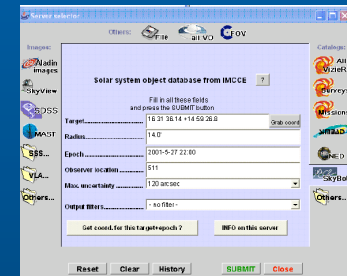 Server selector
Others:
File
all VO
FOV
Images:
Catalogs:
Aladin images
All VizieR
SkyView
Surveys
DSS
Missions
MAST
SIMBAD
SSS...
NED
VLA...
SkyBot
Others...
Others...
Solar system object database from IMCCE ?
Fill in all these fields
and press the SUBMIT button
Target 16 31 36.14 +14 59 26.8 Grab coord
Radius 14.0'
Epoch 2001-5-27 22:00
Observer location 511
Max. uncertainty 120 arcsec
Output filters - no filter -
Get coord. for this target+epoch ? INFO on this server
Reset Clear History SUBMIT Close